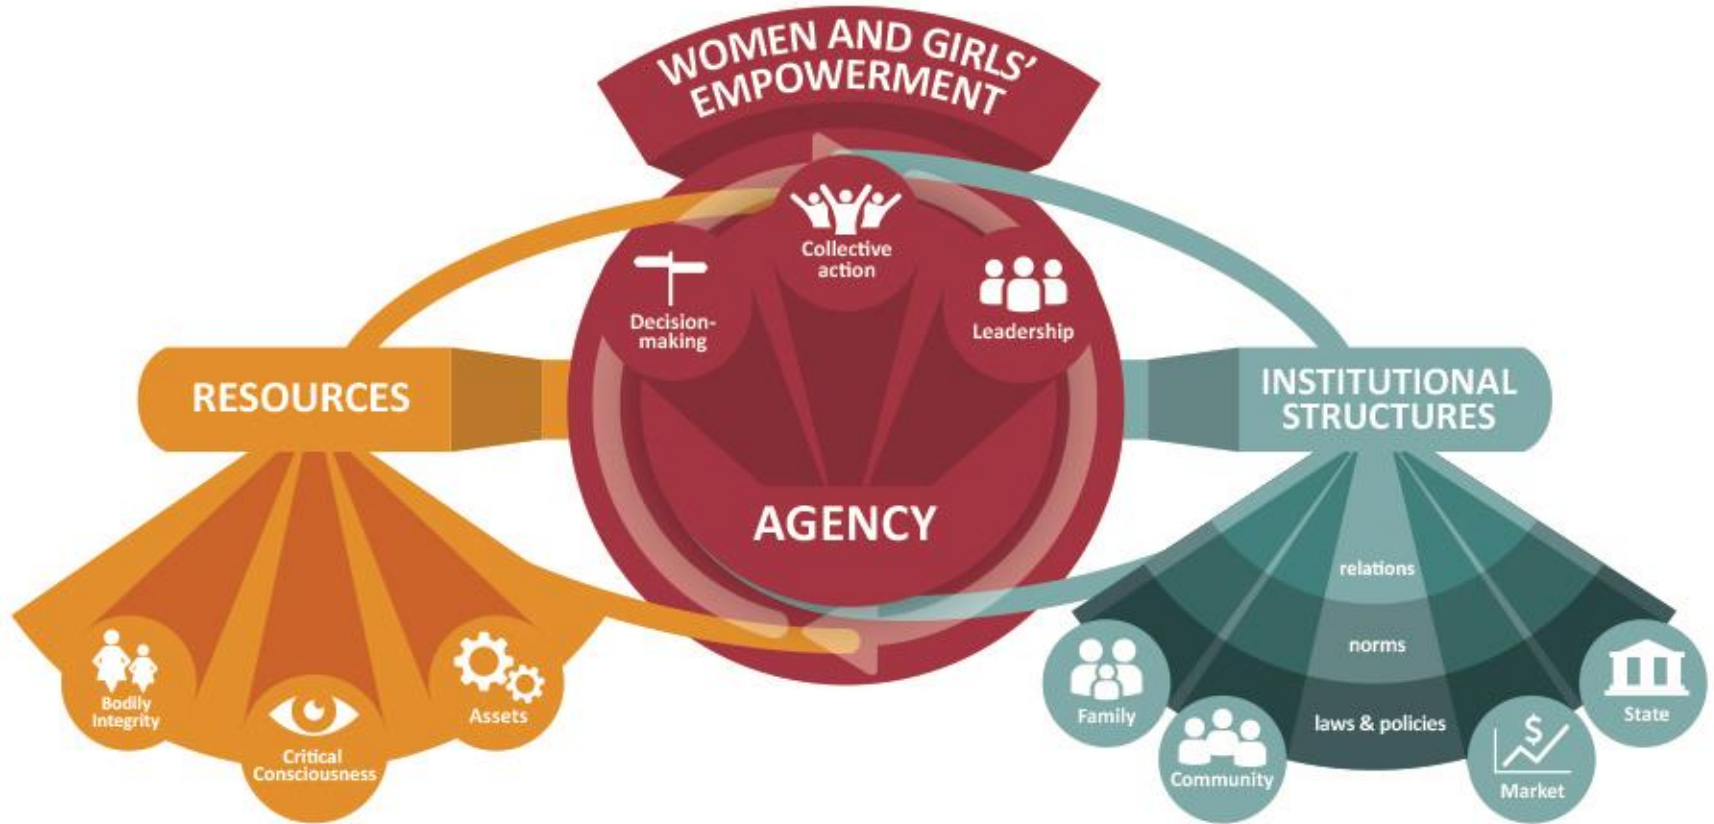 WOMEN AND GIRLS'
EMPOWERMENT
Collective
action
Decision-
making
Leadership
AGENCY
RESOURCES
Bodily
Integrity
Critical
Consciousness
Assets
INSTITUTIONAL
STRUCTURES
relations
norms
laws & policies
Family
Community
$
Market
State